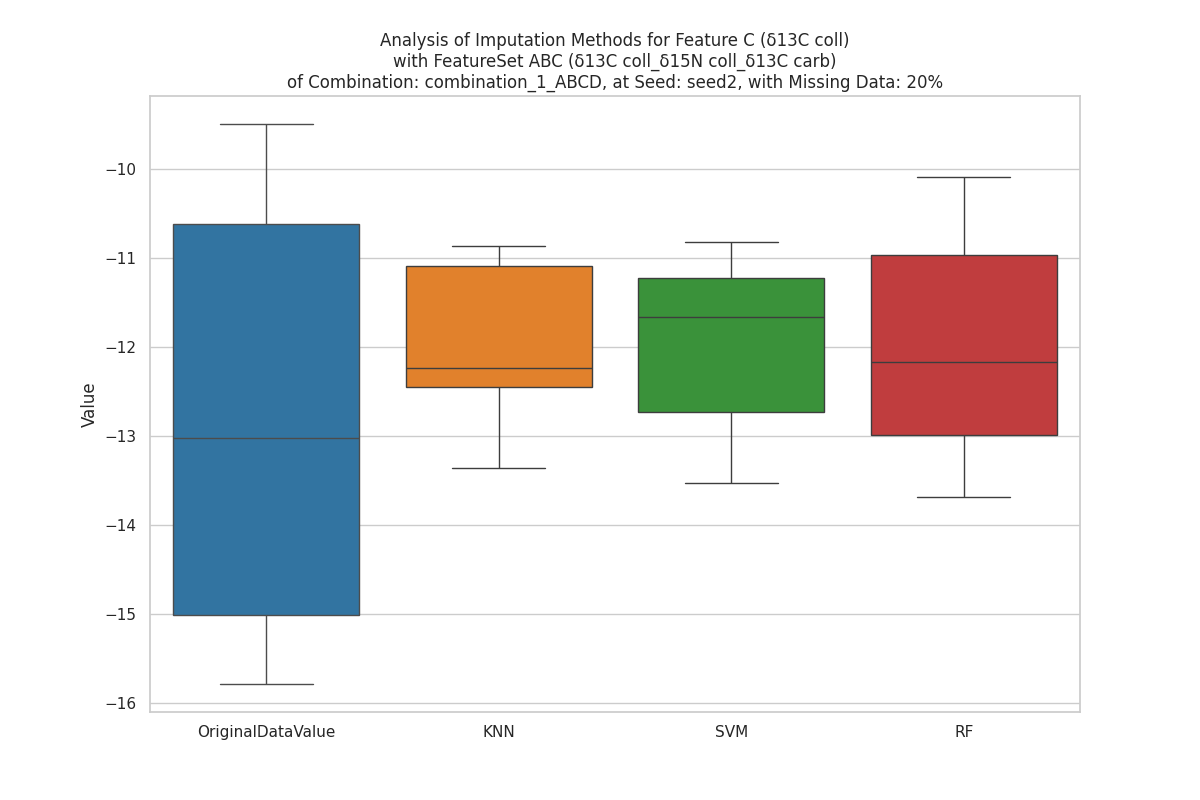 Analysis of Imputation Methods for Feature C (δ13C coll)
with FeatureSet ABC (δ13C coll_δ15N coll_δ13C carb)
of Combination: combination_1_ABCD, at Seed: seed2, with Missing Data: 20%
Value
−10
−11
−12
−13
−14
−15
−16
OriginalDataValue
KNN
SVM
RF